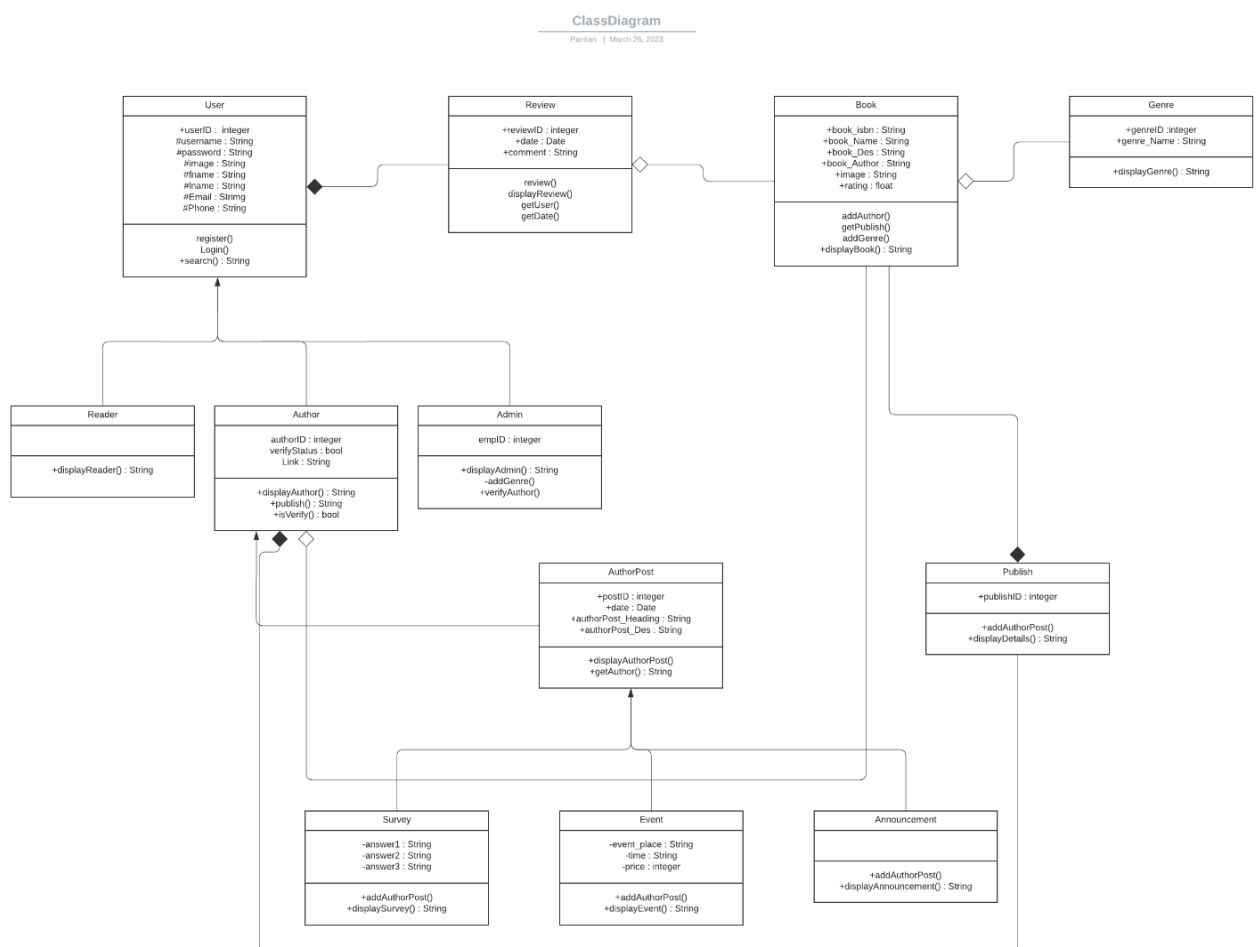 ClassDiagram
Panitan | March 26, 2023
User
+userID : integer
#username : String
#password : String
#image : String
#fname : String
#lname : String
#Email : Strimg
#Phone : String
register()
Login()
+search() : String
Review
+reviewID : integer
+date : Date
+comment : String
review()
displayReview()
getUser()
getDate()
Book
+book_isbn : String
+book_Name : String
+book_Des : String
+book_Author : String
+image : String
+rating : float
addAuthor()
getPublish()
addGenre()
+displayBook() : String
Genre
+genreID :integer
+genre_Name : String
+displayGenre() : String
Reader
+displayReader() : String
Author
authorID : integer
verifyStatus : bool
Link : String
+displayAuthor() : String
+publish() : String
+isVerify() : bool
Admin
empID : integer
+displayAdmin() : String
-addGenre()
+verifyAuthor()
AuthorPost
+postID : integer
+date : Date
+authorPost_Heading : String
+authorPost_Des : String
+displayAuthorPost()
+getAuthor() : String
Publish
+publishID : integer
+addAuthorPost()
+displayDetails() : String
Survey
-answer1 : String
-answer2 : String
-answer3 : String
+addAuthorPost()
+displaySurvey() : String
Event
-event_place : String
-time : String
-price : integer
+addAuthorPost()
+displayEvent() : String
Announcement
+addAuthorPost()
+displayAnnouncement() : String